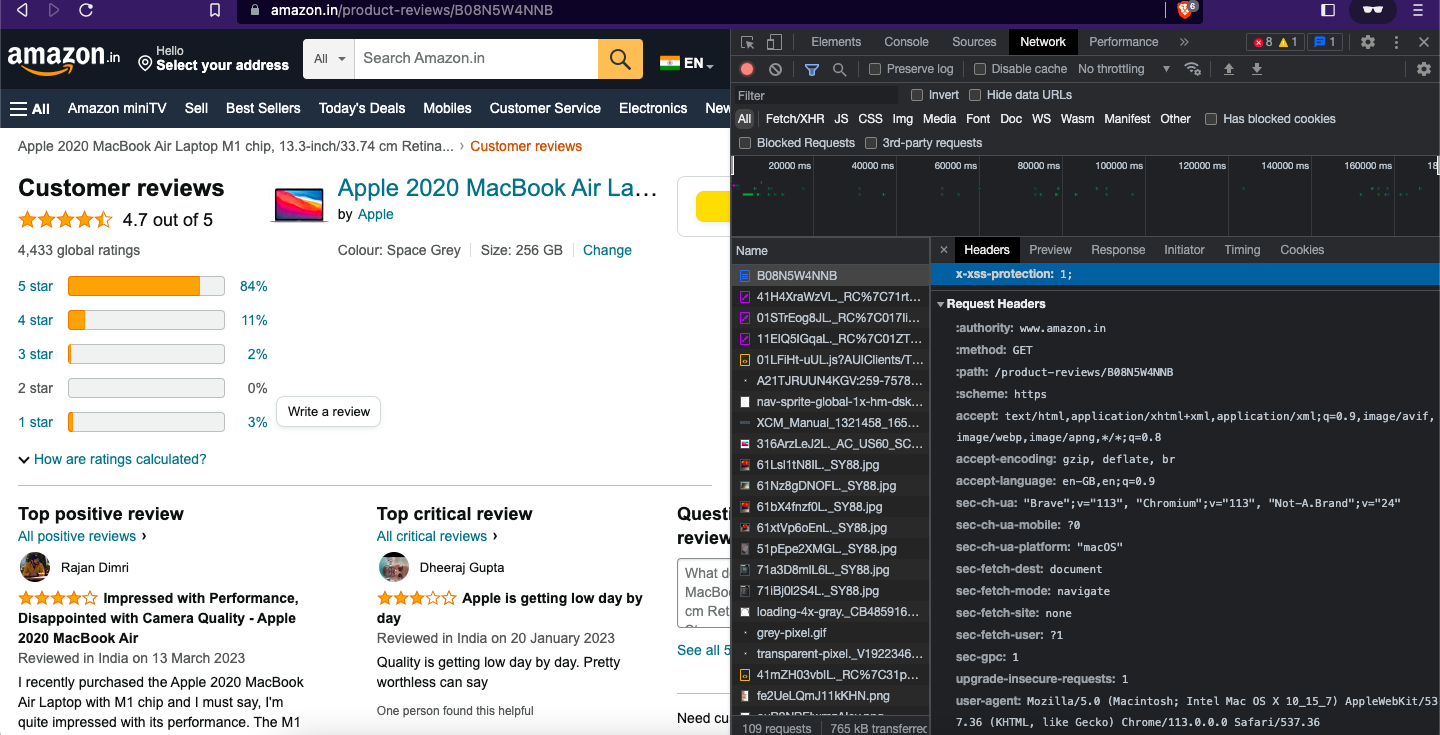 amazon.in/product-reviews/B08N5W4NNB
6
amazon.in
Hello
Select your address
All
Search Amazon.in
EN
All
Amazon miniTV
Sell
Best Sellers
Today's Deals
Mobiles
Customer Service
Electronics
New
Apple 2020 MacBook Air Laptop M1 chip, 13.3-inch/33.74 cm Retina... › Customer reviews
Customer reviews
4.7 out of 5
4,433 global ratings
5 star 84%
4 star 11%
3 star 2%
2 star 0%
1 star 3%
How are ratings calculated?
Apple 2020 MacBook Air La…
by Apple
Colour: Space Grey
Size: 256 GB
Change
Write a review
Top positive review
All positive reviews ›
Rajan Dimri
Impressed with Performance,
Disappointed with Camera Quality - Apple
2020 MacBook Air
Reviewed in India on 13 March 2023
I recently purchased the Apple 2020 MacBook
Air Laptop with M1 chip and I must say, I'm
quite impressed with its performance. The M1
Top critical review
All critical reviews ›
Dheeraj Gupta
Apple is getting low day by
day
Reviewed in India on 20 January 2023
Quality is getting low day by day. Pretty
worthless can say
One person found this helpful
Questi
review
What do
MacBoo
cm Ret
See all 5
Need cu
Elements
Console
Sources
Network
Performance
»
8
1
1
Preserve log
Disable cache
No throttling
Filter
Invert
Hide data URLs
All
Fetch/XHR
JS
CSS
Img
Media
Font
Doc
WS
Wasm
Manifest
Other
Has blocked cookies
Blocked Requests
3rd-party requests
20000 ms
40000 ms
60000 ms
80000 ms
100000 ms
120000 ms
140000 ms
160000 ms
18
Name
B08N5W4NNB
41H4XraWzVL._RC%7C71rt…
01STrEog8JL._RC%7C017Ii…
11EIQ5IGqaL._RC%7C01ZT…
01LFiHt-uUL.js?AUIClients/T…
A21TJRUUN4KGV:259-7578…
nav-sprite-global-1x-hm-dsk…
XCM_Manual_1321458_165…
316ArzLeJ2L._AC_US60_SC…
61Lsl1tN8IL._SY88.jpg
61Nz8gDNOFL._SY88.jpg
61bX4fnzf0L._SY88.jpg
61xtVp6oEnL._SY88.jpg
51pEpe2XMGL._SY88.jpg
71a3D8mlL6L._SY88.jpg
71iBj0l2S4L._SY88.jpg
loading-4x-gray._CB485916…
grey-pixel.gif
transparent-pixel._V1922346…
41mZH03vblL._RC%7C31p…
fe2UeLQmJ11kKHN.png
109 requests
765 kB transferred
Headers
Preview
Response
Initiator
Timing
Cookies
x-xss-protection: 1;
Request Headers
:authority: www.amazon.in
:method: GET
:path: /product-reviews/B08N5W4NNB
:scheme: https
accept: text/html,application/xhtml+xml,application/xml;q=0.9,image/avif,
image/webp,image/apng,*/*;q=0.8
accept-encoding: gzip, deflate, br
accept-language: en-GB,en;q=0.9
sec-ch-ua: "Brave";v="113", "Chromium";v="113", "Not-A.Brand";v="24"
sec-ch-ua-mobile: ?0
sec-ch-ua-platform: "macOS"
sec-fetch-dest: document
sec-fetch-mode: navigate
sec-fetch-site: none
sec-fetch-user: ?1
sec-gpc: 1
upgrade-insecure-requests: 1
user-agent: Mozilla/5.0 (Macintosh; Intel Mac OS X 10_15_7) AppleWebKit/53
7.36 (KHTML, like Gecko) Chrome/113.0.0.0 Safari/537.36